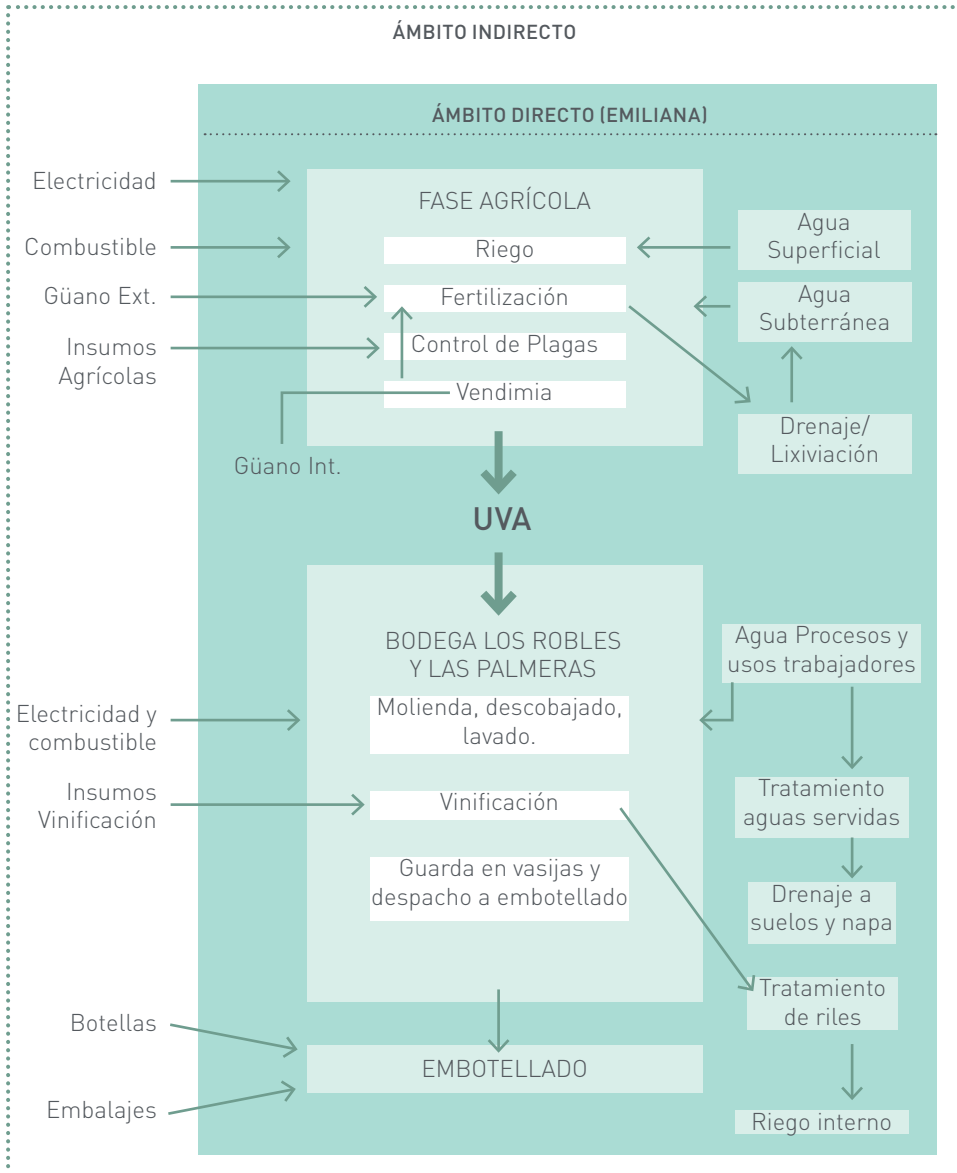 ÁMBITO INDIRECTO
ÁMBITO DIRECTO (EMILIANA)
Electricidad
Combustible
Güano Ext.
Insumos
Agrícolas
Güano Int.
FASE AGRÍCOLA
Riego
Fertilización
Control de Plagas
Vendimia
Agua
Superficial
Agua
Subterránéa
Drenaje/
Lixiviación
UVA
BODEGA LOS ROBLES
Y LAS PALMERAS
Molienda, descobajado,
lavado.
Vinificación
Guarda en vasijas y
despacho a embotellado
Electricidad y
combustible
Insumos
Vinificación
Agua Procesos y
usos trabajadores
Tratamiento
aguas servidas
Drenaje a
suelos y napa
Tratamiento
de riles
Riego interno
Botellas
Embalajes
EMBOTELLADO